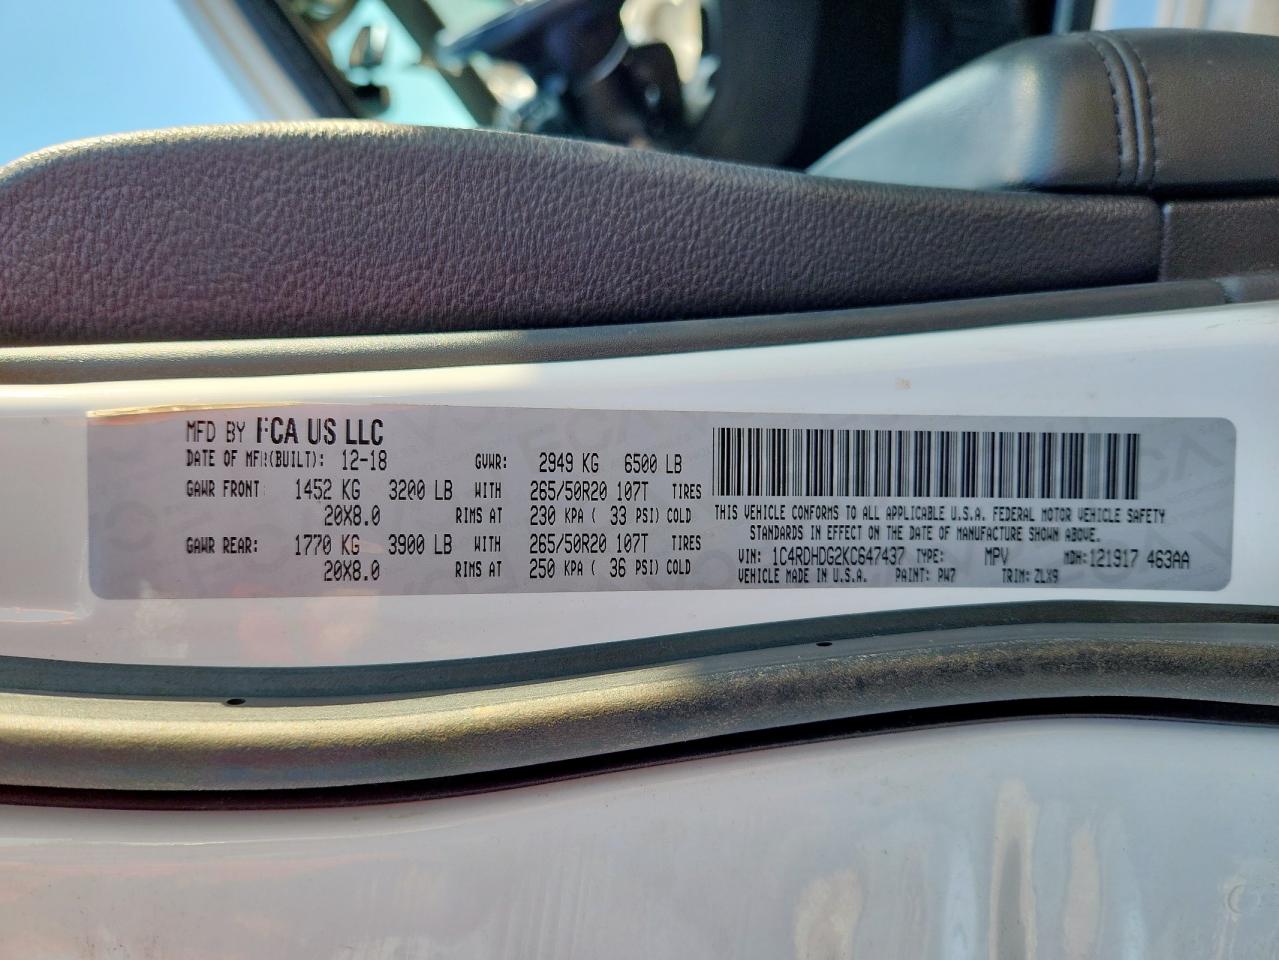 MFD BY FCA US LLC
DATE OF MFR(BUILT): 12-18 GVWR: 2949 KG 6500 LB
GAWR FRONT: 1452 KG 3200 LB WITH 265/50R20 107T TIRES
20X8.0 RIMS AT 230 KPA ( 33 PSI) COLD
GAWR REAR: 1770 KG 3900 LB WITH 265/50R20 107T TIRES
20X8.0 RIMS AT 250 KPA ( 36 PSI) COLD
THIS VEHICLE CONFORMS TO ALL APPLICABLE U.S.A. FEDERAL MOTOR VEHICLE SAFETY
STANDARDS IN EFFECT ON THE DATE OF MANUFACTURE SHOWN ABOVE.
VIN: 1C4RDHDG2KC647437 TYPE: MPV MDH: 121917 463AA
VEHICLE MADE IN U.S.A. PAINT: PW7 TRIM: ZLX9